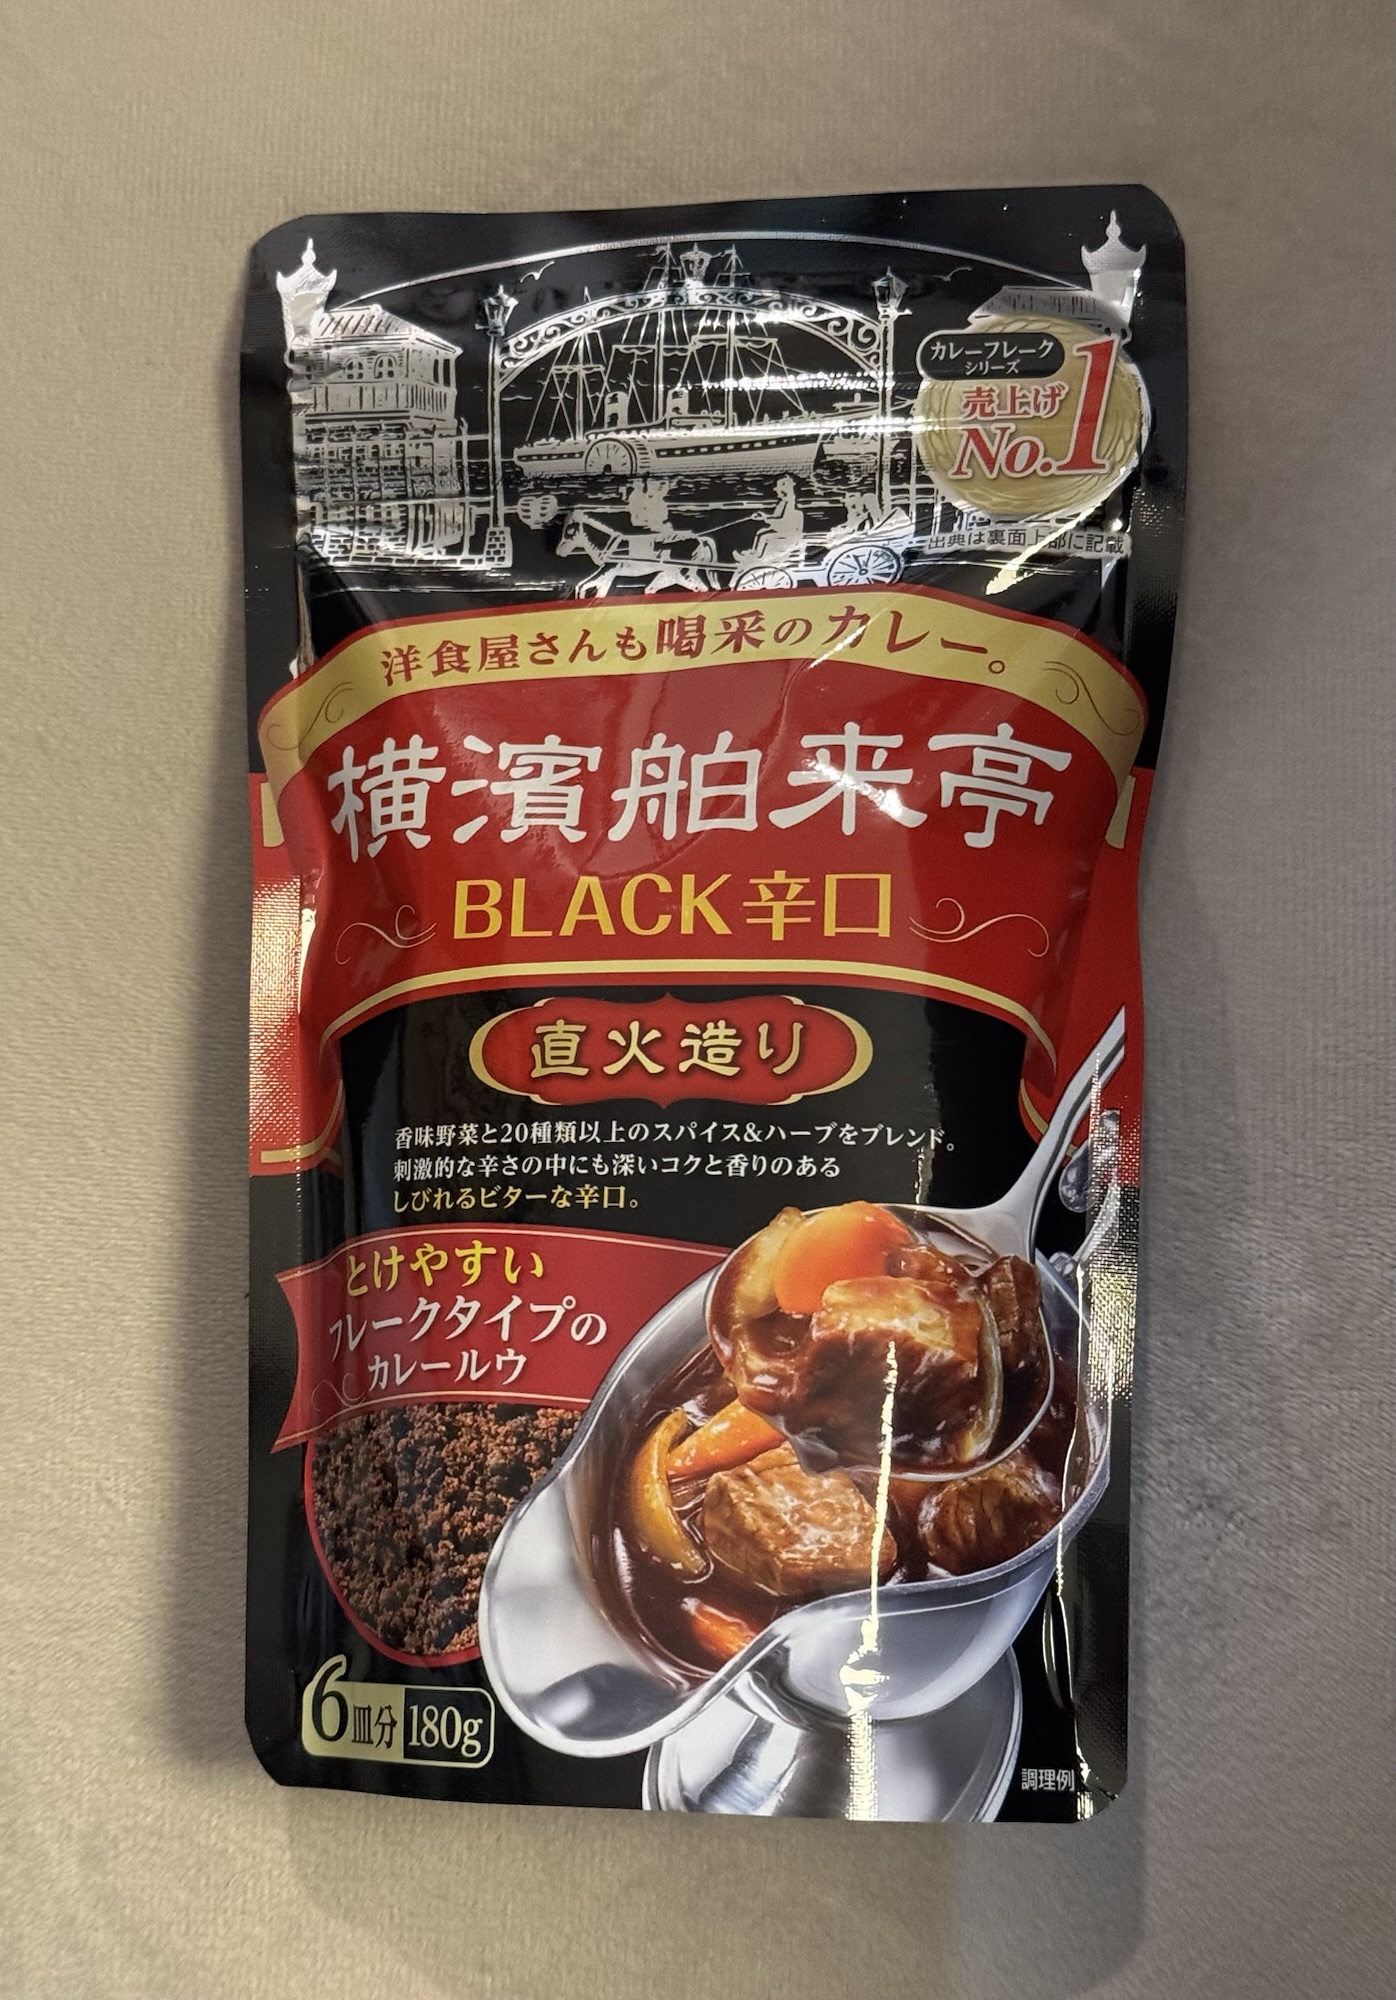 カレーフレーク
シリーズ
売上げ
No.1
出典は裏面上部に記載
洋食屋さんも喝采のカレー。
横濱舶来亭
BLACK辛口
直火造り
香味野菜と20種類以上のスパイス&ハーブをブレンド。
刺激的な辛さの中にも深いコクと香りのある
しびれるビターな辛口。
とけやすい
フレークタイプの
カレールウ
6皿分 180g
調理例